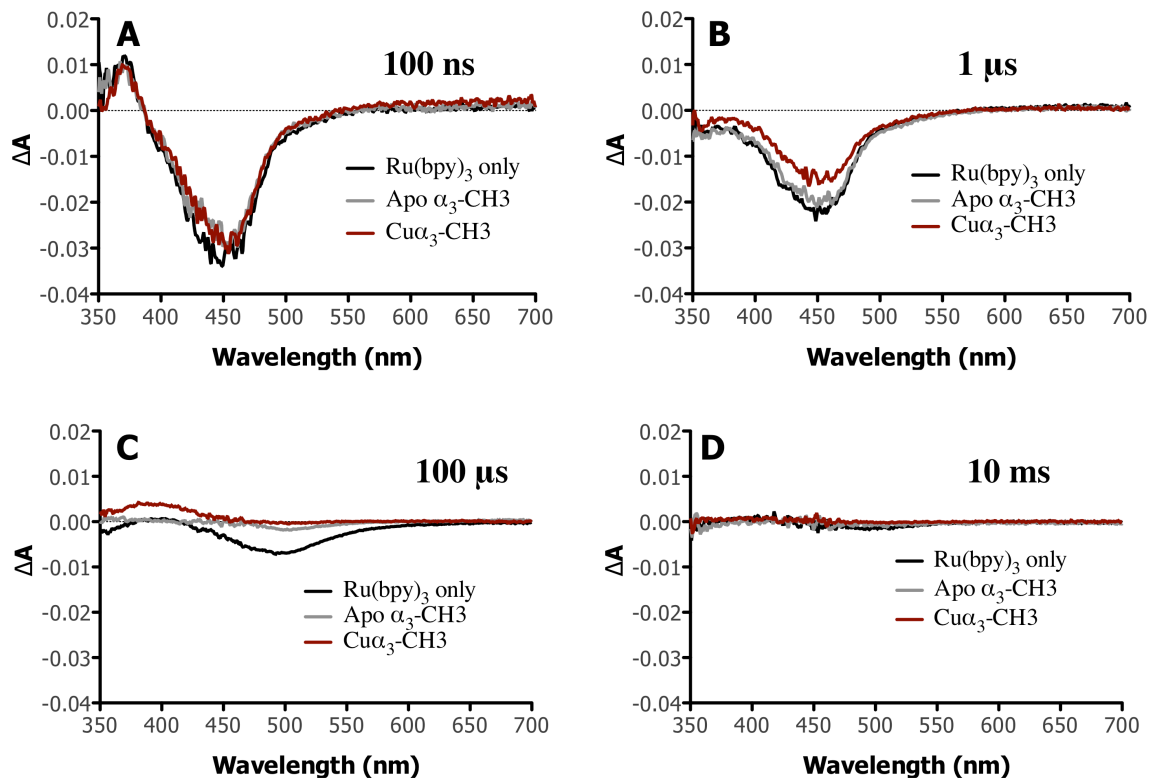 A
100 ns
0.02
0.01
0.00
-0.01
-0.02
-0.03
-0.04
ΔA
Ru(bpy)₃ only
Apo α₃-CH3
Cuα₃-CH3
350 400 450 500 550 600 650 700
Wavelength (nm)
B
1 μs
0.02
0.01
0.00
-0.01
-0.02
-0.03
-0.04
ΔA
Ru(bpy)₃ only
Apo α₃-CH3
Cuα₃-CH3
350 400 450 500 550 600 650 700
Wavelength (nm)
C
100 μs
0.02
0.01
0.00
-0.01
-0.02
-0.03
-0.04
ΔA
Ru(bpy)₃ only
Apo α₃-CH3
Cuα₃-CH3
350 400 450 500 550 600 650 700
Wavelength (nm)
D
10 ms
0.02
0.01
0.00
-0.01
-0.02
-0.03
-0.04
ΔA
Ru(bpy)₃ only
Apo α₃-CH3
Cuα₃-CH3
350 400 450 500 550 600 650 700
Wavelength (nm)